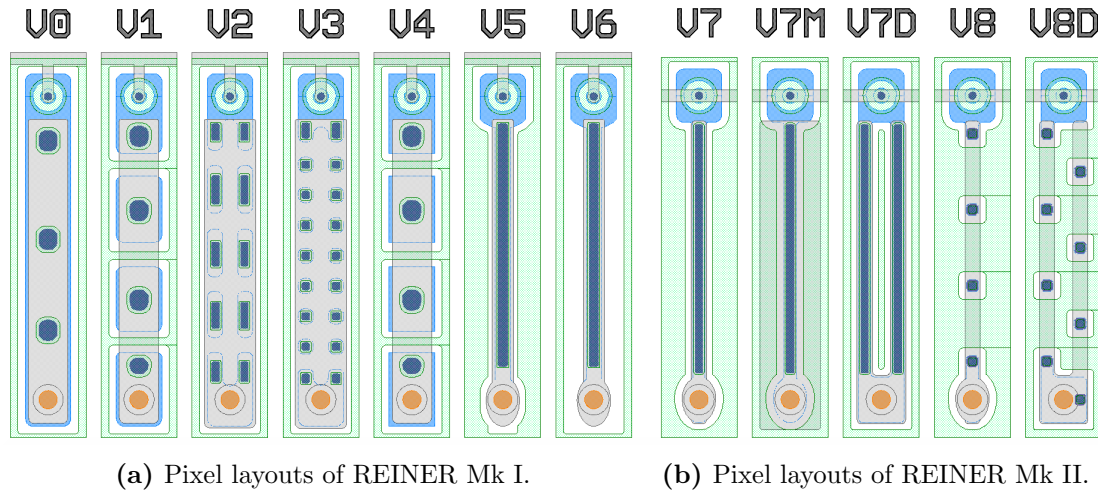 V0 V1 V2 V3 V4 V5 V6 V7 V7M V7D V8 V8D
(a) Pixel layouts of REINER Mk I. (b) Pixel layouts of REINER Mk II.